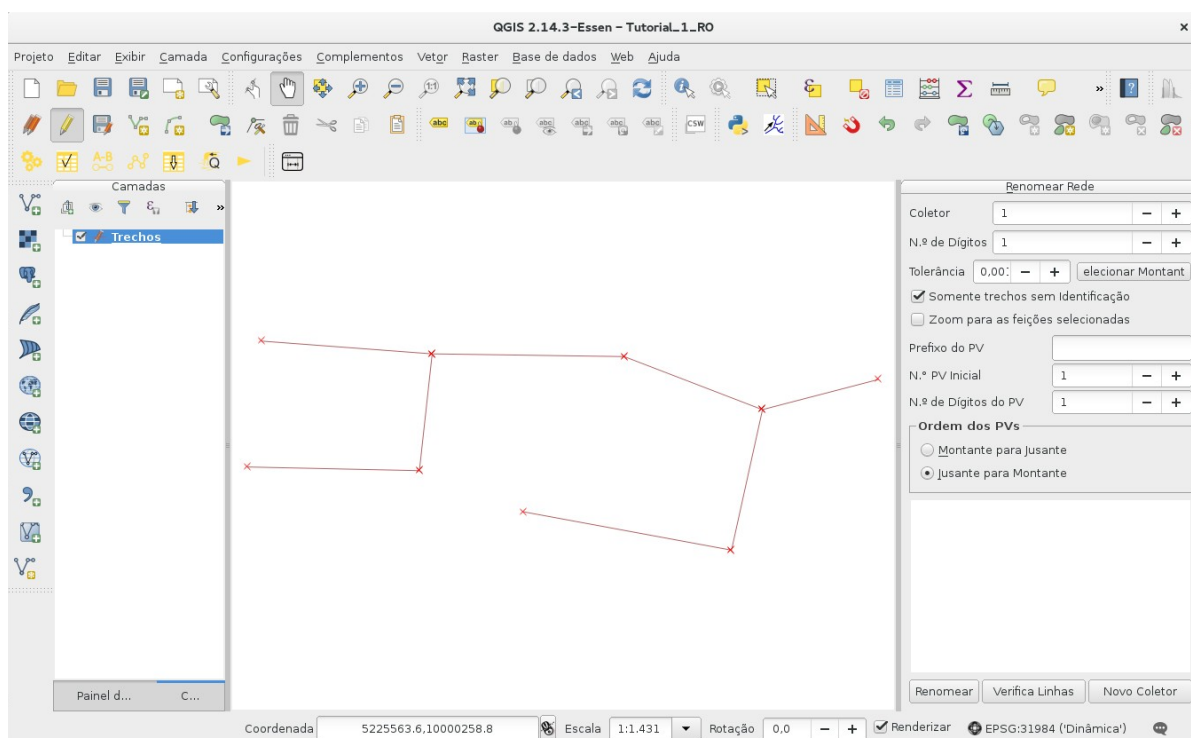 QGIS 2.14.3-Essen - Tutorial_1_RO
Projeto Editar Exibir Camada Configurações Complementos Vetor Raster Base de dados Web Ajuda
abc
CSW
Camadas
Trechos
Painel d...
C...
Renomear Rede
Coletor 1
N.º de Dígitos 1
Tolerância 0,00 elecionar Montant
Somente trechos sem Identificação
Zoom para as feições selecionadas
Prefixo do PV
N.° PV Inicial 1
N.º de Dígitos do PV 1
Ordem dos PVs
Montante para Jusante
Jusante para Montante
Renomear Verifica Linhas Novo Coletor
Coordenada 5225563.6,10000258.8 Escala 1:1.431 Rotação 0,0 Renderizar EPSG:31984 ('Dinâmica')